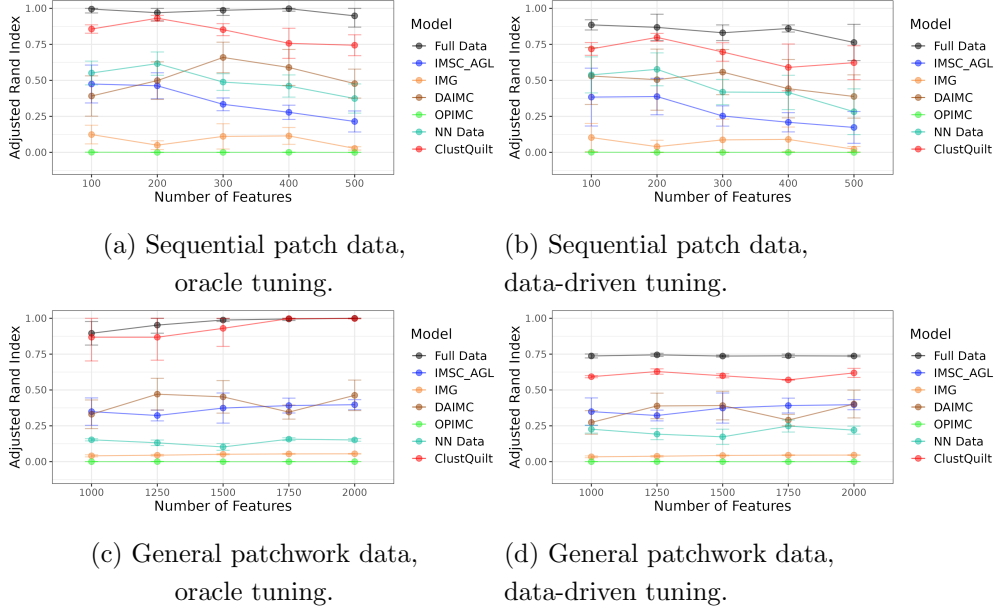 Adjusted Rand Index
1.00
0.75
0.50
0.25
0.00
100 200 300 400 500
Number of Features
Model
Full Data
IMSC_AGL
IMG
DAIMC
OPIMC
NN Data
ClustQuilt
(a) Sequential patch data,
oracle tuning.
Adjusted Rand Index
1.00
0.75
0.50
0.25
0.00
100 200 300 400 500
Number of Features
Model
Full Data
IMSC_AGL
IMG
DAIMC
OPIMC
NN Data
ClustQuilt
(b) Sequential patch data,
data-driven tuning.
Adjusted Rand Index
1.00
0.75
0.50
0.25
0.00
1000 1250 1500 1750 2000
Number of Features
Model
Full Data
IMSC_AGL
IMG
DAIMC
OPIMC
NN Data
ClustQuilt
(c) General patchwork data,
oracle tuning.
Adjusted Rand Index
1.00
0.75
0.50
0.25
0.00
1000 1250 1500 1750 2000
Number of Features
Model
Full Data
IMSC_AGL
IMG
DAIMC
OPIMC
NN Data
ClustQuilt
(d) General patchwork data,
data-driven tuning.